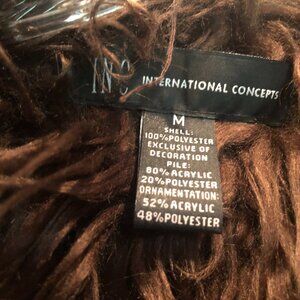 INC INTERNATIONAL CONCEPTS
M
SHELL:
100%POLYESTER
EXCLUSIVE OF
DECORATION
PILE:
80%ACRYLIC
20%POLYESTER
ORNAMENTATION:
52%ACRYLIC
48%POLYESTER